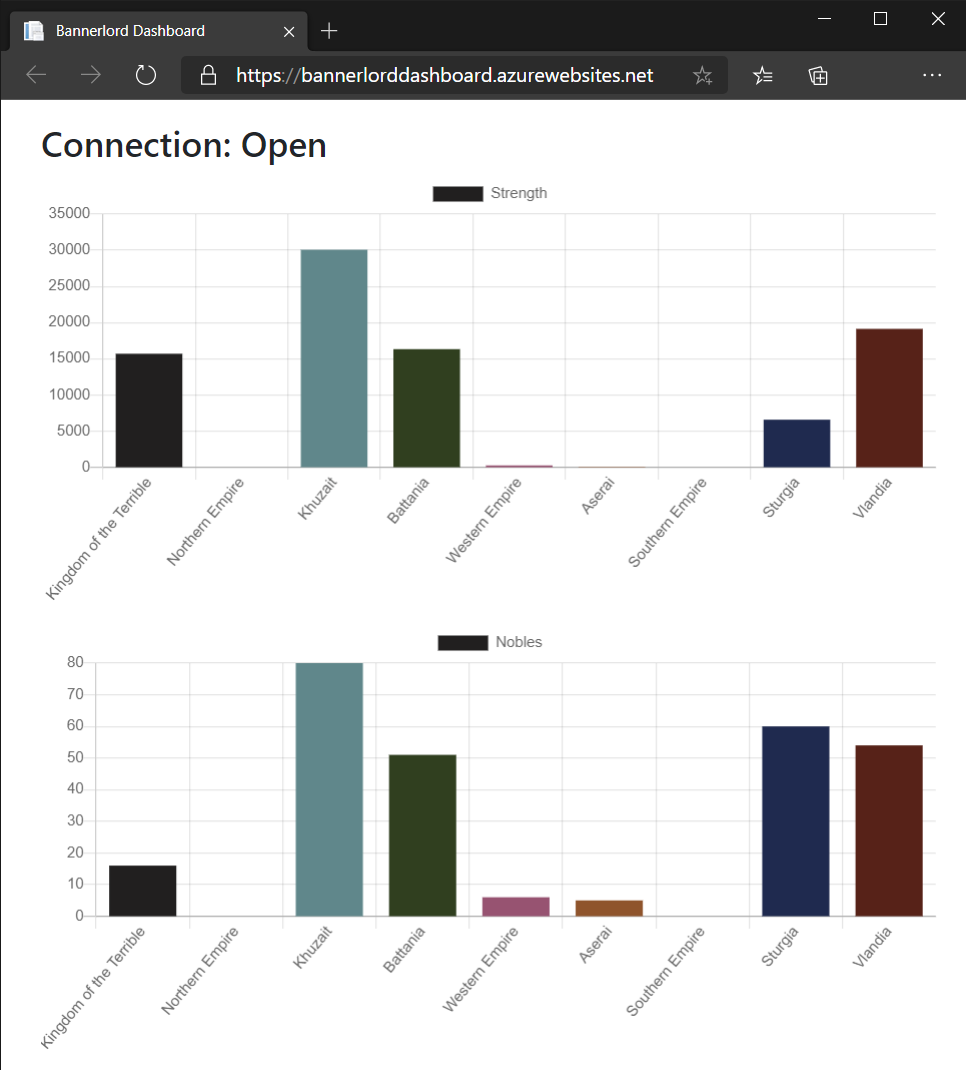 Bannerlord Dashboard
https://bannerlorddashboard.azurewebsites.net
Connection: Open
Strength
35000
30000
25000
20000
15000
10000
5000
0
Kingdom of the Terrible
Northern Empire
Khuzait
Battania
Western Empire
Aserai
Southern Empire
Sturgia
Vlandia
Nobles
80
70
60
50
40
30
20
10
0
Kingdom of the Terrible
Northern Empire
Khuzait
Battania
Western Empire
Aserai
Southern Empire
Sturgia
Vlandia